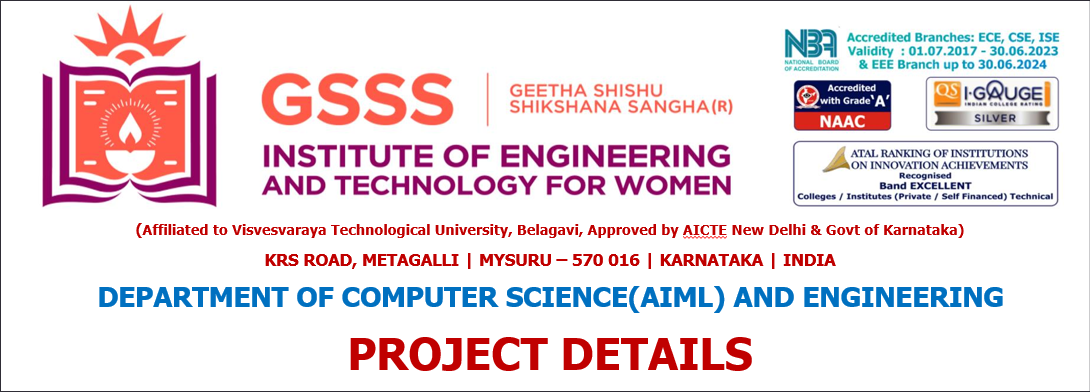 GSSS
GEETHA SHISHU
SHIKSHANA SANGHA(R)
INSTITUTE OF ENGINEERING
AND TECHNOLOGY FOR WOMEN
NBA
NATIONAL BOARD
OF ACCREDITATION
Accredited Branches: ECE, CSE, ISE
Validity : 01.07.2017 - 30.06.2023
& EEE Branch up to 30.06.2024
Accredited
with Grade 'A'
NAAC
QS I·GAUGE
INDIAN COLLEGE RATING
SILVER
ATAL RANKING OF INSTITUTIONS
ON INNOVATION ACHIEVEMENTS
Recognised
Band EXCELLENT
Colleges / Institutes (Private / Self Financed) Technical
(Affiliated to Visvesvaraya Technological University, Belagavi, Approved by AICTE New Delhi & Govt of Karnataka)
KRS ROAD, METAGALLI | MYSURU – 570 016 | KARNATAKA | INDIA
DEPARTMENT OF COMPUTER SCIENCE(AIML) AND ENGINEERING
PROJECT DETAILS